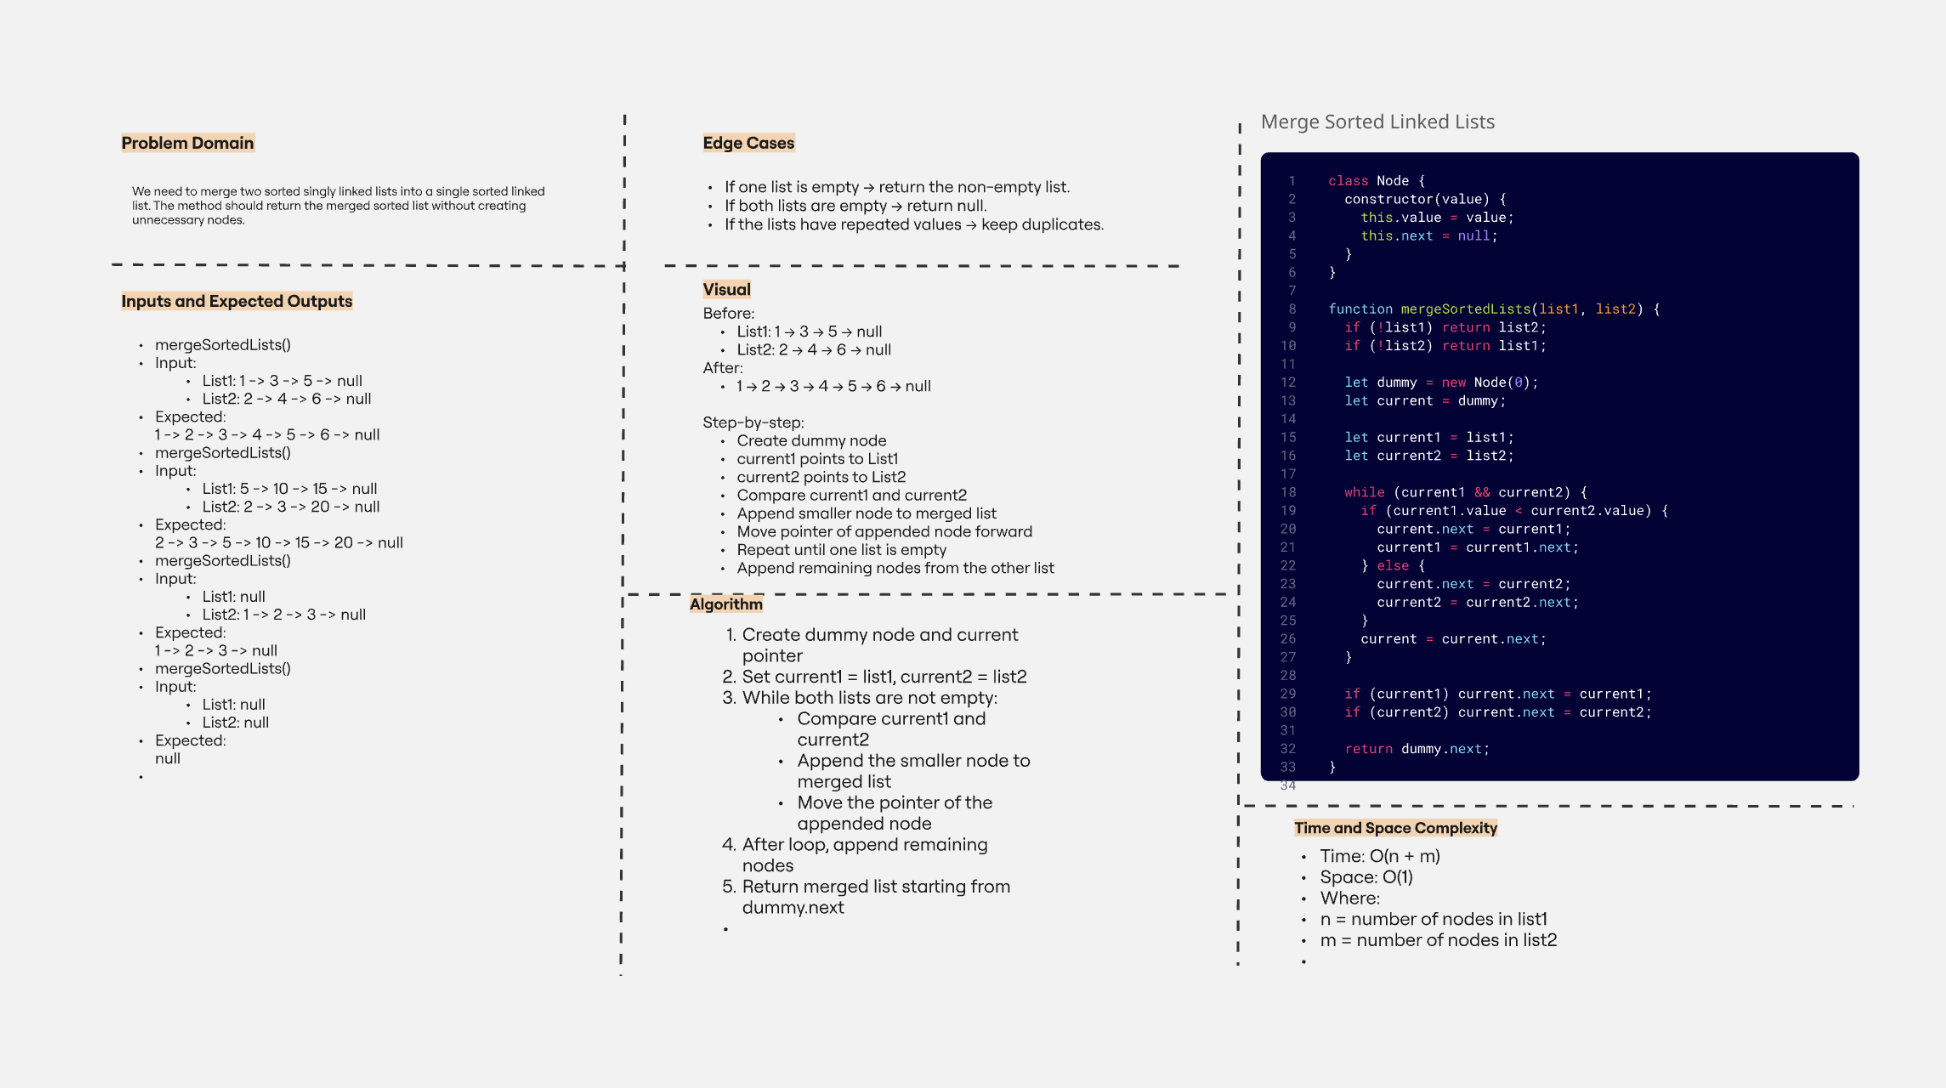 Problem Domain
We need to merge two sorted singly linked lists into a single sorted linked
list. The method should return the merged sorted list without creating
unnecessary nodes.
Inputs and Expected Outputs
• mergeSortedLists()
• Input:
• List1: 1 -> 3 -> 5 -> null
• List2: 2 -> 4 -> 6 -> null
• Expected:
1 -> 2 -> 3 -> 4 -> 5 -> 6 -> null
• mergeSortedLists()
• Input:
• List1: 5 -> 10 -> 15 -> null
• List2: 2 -> 3 -> 20 -> null
• Expected:
2 -> 3 -> 5 -> 10 -> 15 -> 20 -> null
• mergeSortedLists()
• Input:
• List1: null
• List2: 1 -> 2 -> 3 -> null
• Expected:
1 -> 2 -> 3 -> null
• mergeSortedLists()
• Input:
• List1: null
• List2: null
• Expected:
null
•
Edge Cases
• If one list is empty → return the non-empty list.
• If both lists are empty → return null.
• If the lists have repeated values → keep duplicates.
Visual
Before:
• List1: 1 → 3 → 5 → null
• List2: 2 → 4 → 6 → null
After:
• 1 → 2 → 3 → 4 → 5 → 6 → null
Step-by-step:
• Create dummy node
• current1 points to List1
• current2 points to List2
• Compare current1 and current2
• Append smaller node to merged list
• Move pointer of appended node forward
• Repeat until one list is empty
• Append remaining nodes from the other list
Algorithm
1. Create dummy node and current
pointer
2. Set current1 = list1, current2 = list2
3. While both lists are not empty:
• Compare current1 and
current2
• Append the smaller node to
merged list
• Move the pointer of the
appended node
4. After loop, append remaining
nodes
5. Return merged list starting from
dummy.next
•
Merge Sorted Linked Lists
1 class Node {
2 constructor(value) {
3 this.value = value;
4 this.next = null;
5 }
6 }
7
8 function mergeSortedLists(list1, list2) {
9 if (!list1) return list2;
10 if (!list2) return list1;
11
12 let dummy = new Node(0);
13 let current = dummy;
14
15 let current1 = list1;
16 let current2 = list2;
17
18 while (current1 && current2) {
19 if (current1.value < current2.value) {
20 current.next = current1;
21 current1 = current1.next;
22 } else {
23 current.next = current2;
24 current2 = current2.next;
25 }
26 current = current.next;
27 }
28
29 if (current1) current.next = current1;
30 if (current2) current.next = current2;
31
32 return dummy.next;
33 }
34
Time and Space Complexity
• Time: O(n + m)
• Space: O(1)
• Where:
• n = number of nodes in list1
• m = number of nodes in list2
•